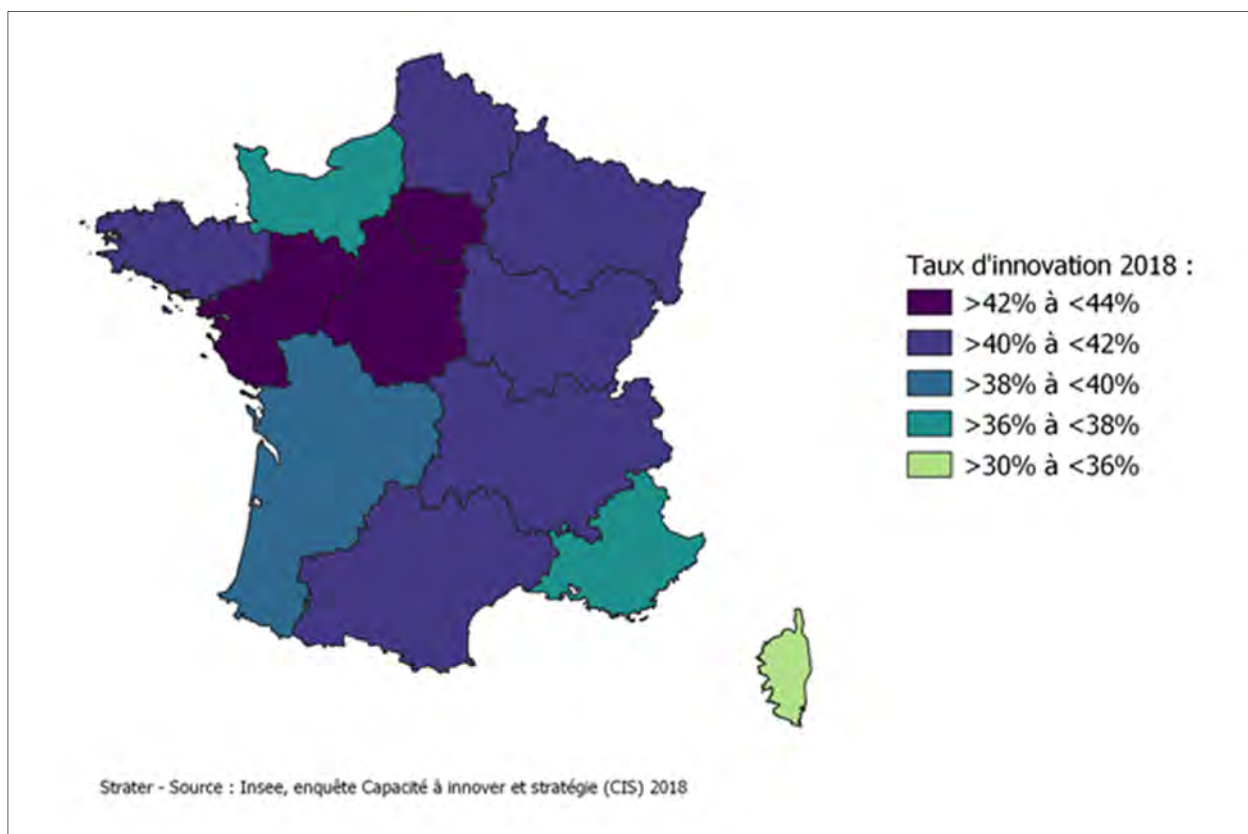 Taux d'innovation 2018 :
>42% à <44%
>40% à <42%
>38% à <40%
>36% à <38%
>30% à <36%
Strater - Source : Insee, enquête Capacité à innover et stratégie (CIS) 2018